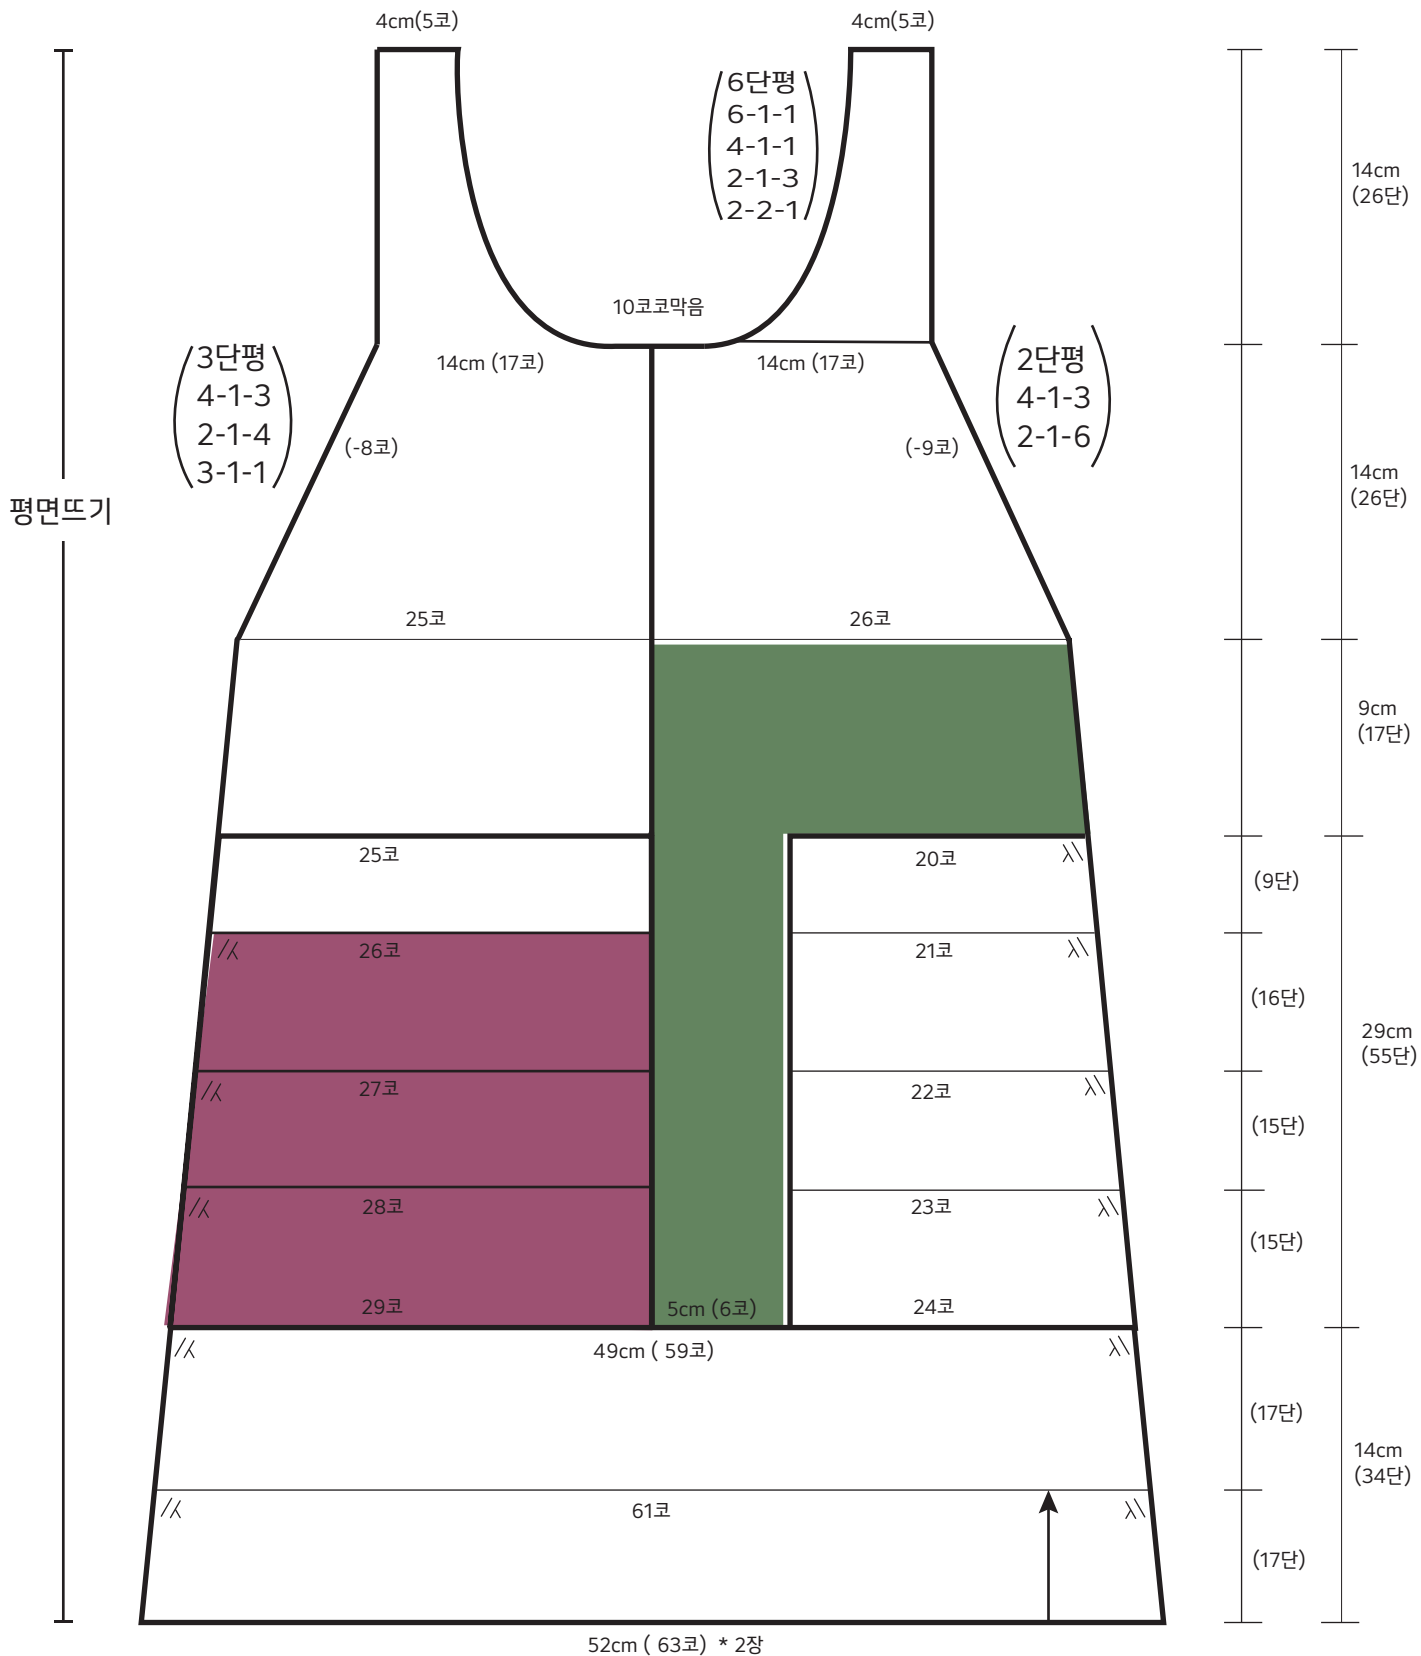 4cm(5코)
4cm(5코)
6단평
6-1-1
4-1-1
2-1-3
2-2-1
14cm
(26단)
10코코막음
14cm (17코)
14cm (17코)
3단평
4-1-3
2-1-4
3-1-1
(-8코)
(-9코)
2단평
4-1-3
2-1-6
14cm
(26단)
평면뜨기
25코
26코
9cm
(17단)
25코
20코
(9단)
26코
21코
(16단)
29cm
(55단)
27코
22코
(15단)
28코
23코
(15단)
29코
5cm (6코)
24코
49cm ( 59코)
(17단)
14cm
(34단)
61코
(17단)
52cm ( 63코) * 2장